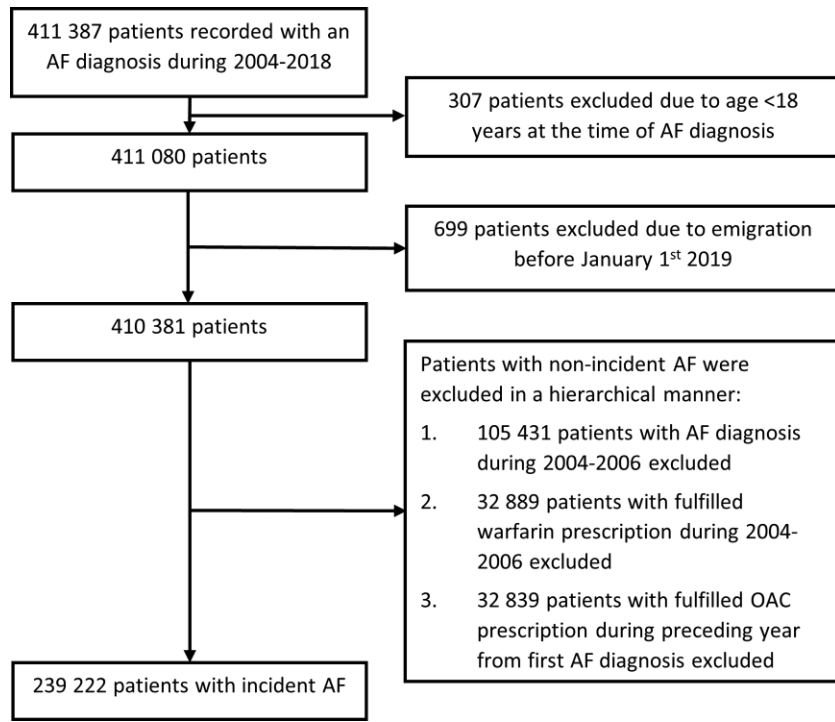 411 387 patients recorded with an
AF diagnosis during 2004-2018
307 patients excluded due to age <18
years at the time of AF diagnosis
411 080 patients
699 patients excluded due to emigration
before January 1st 2019
410 381 patients
Patients with non-incident AF were
excluded in a hierarchical manner:
1. 105 431 patients with AF diagnosis
during 2004-2006 excluded
2. 32 889 patients with fulfilled
warfarin prescription during 2004-
2006 excluded
3. 32 839 patients with fulfilled OAC
prescription during preceding year
from first AF diagnosis excluded
239 222 patients with incident AF